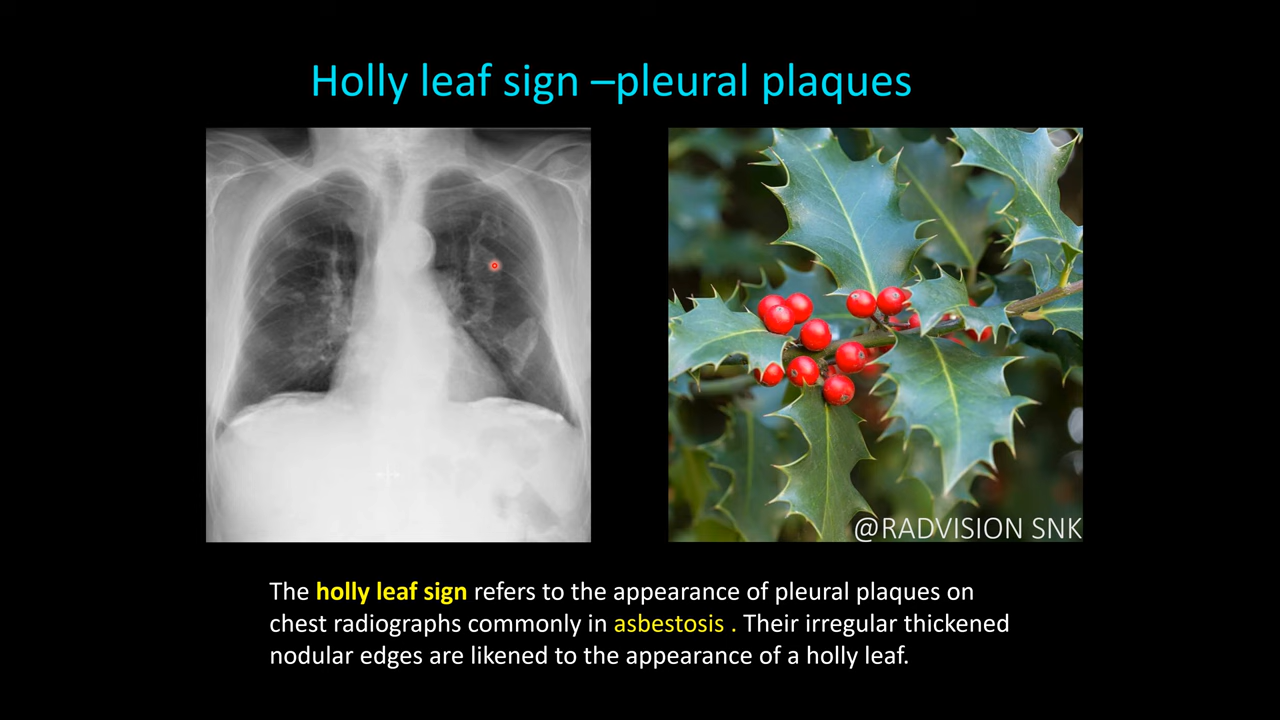 Holly leaf sign –pleural plaques
@RADVISION SNK
The holly leaf sign refers to the appearance of pleural plaques on
chest radiographs commonly in asbestosis . Their irregular thickened
nodular edges are likened to the appearance of a holly leaf.